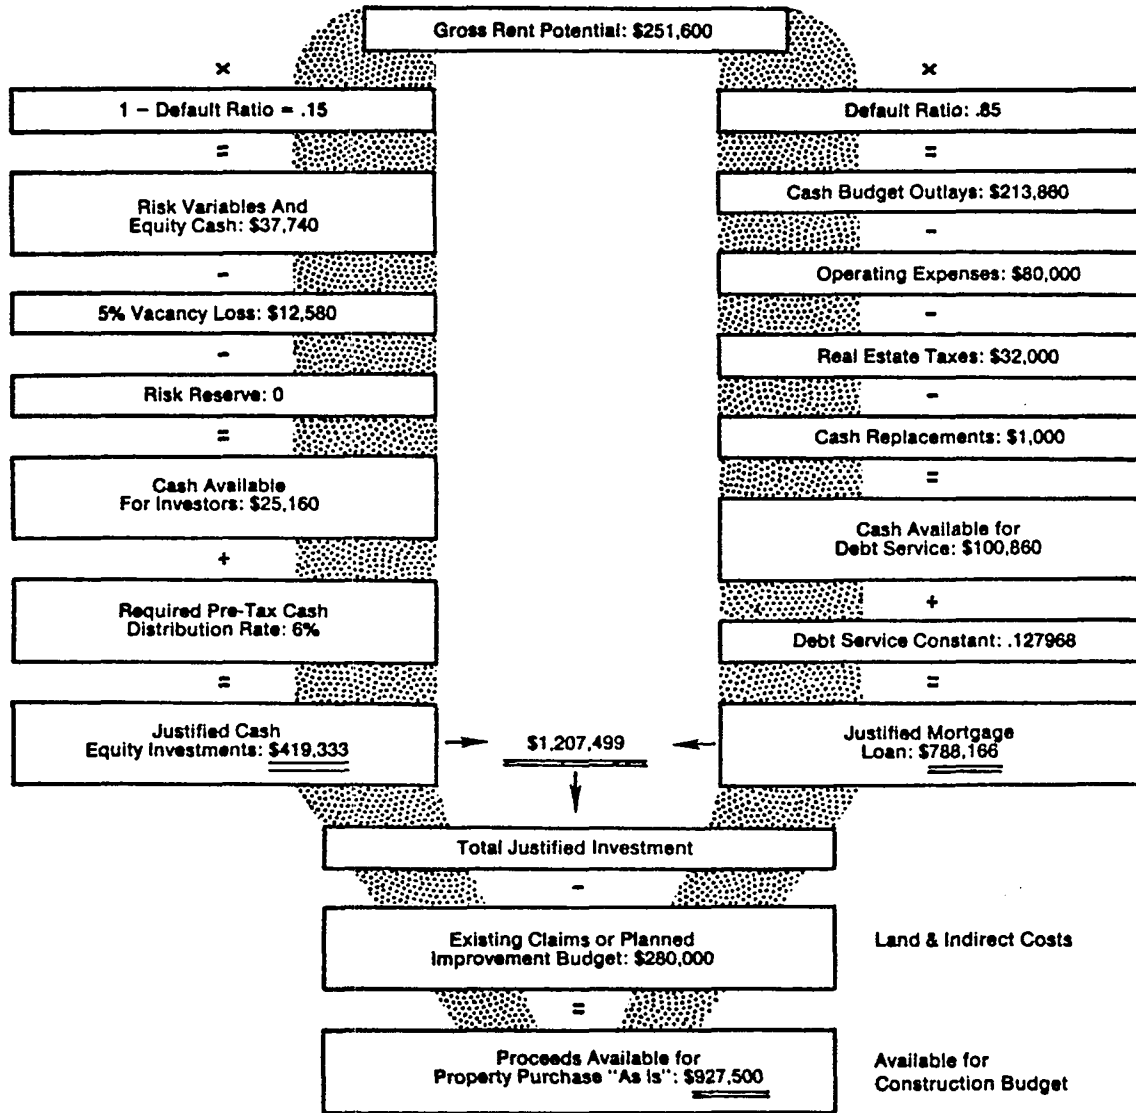 Gross Rent Potential: $251,600
×
1 – Default Ratio = .15
=
Risk Variables And
Equity Cash: $37,740
-
5% Vacancy Loss: $12,580
-
Risk Reserve: 0
=
Cash Available
For Investors: $25,160
+
Required Pre-Tax Cash
Distribution Rate: 6%
=
Justified Cash
Equity Investments: $419,333
×
Default Ratio: .85
=
Cash Budget Outlays: $213,860
-
Operating Expenses: $80,000
-
Real Estate Taxes: $32,000
-
Cash Replacements: $1,000
=
Cash Available for
Debt Service: $100,860
+
Debt Service Constant: .127968
=
Justified Mortgage
Loan: $788,166
$1,207,499
Total Justified Investment
-
Existing Claims or Planned
Improvement Budget: $280,000
Land & Indirect Costs
=
Proceeds Available for
Property Purchase "As Is": $927,500
Available for
Construction Budget